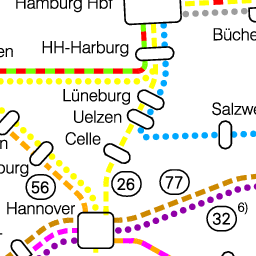 Hamburg Hbf
Büche
HH-Harburg
en
Lüneburg
Uelzen
Salzwe
Celle
n
burg
56
26
77
Hannover
32 6)